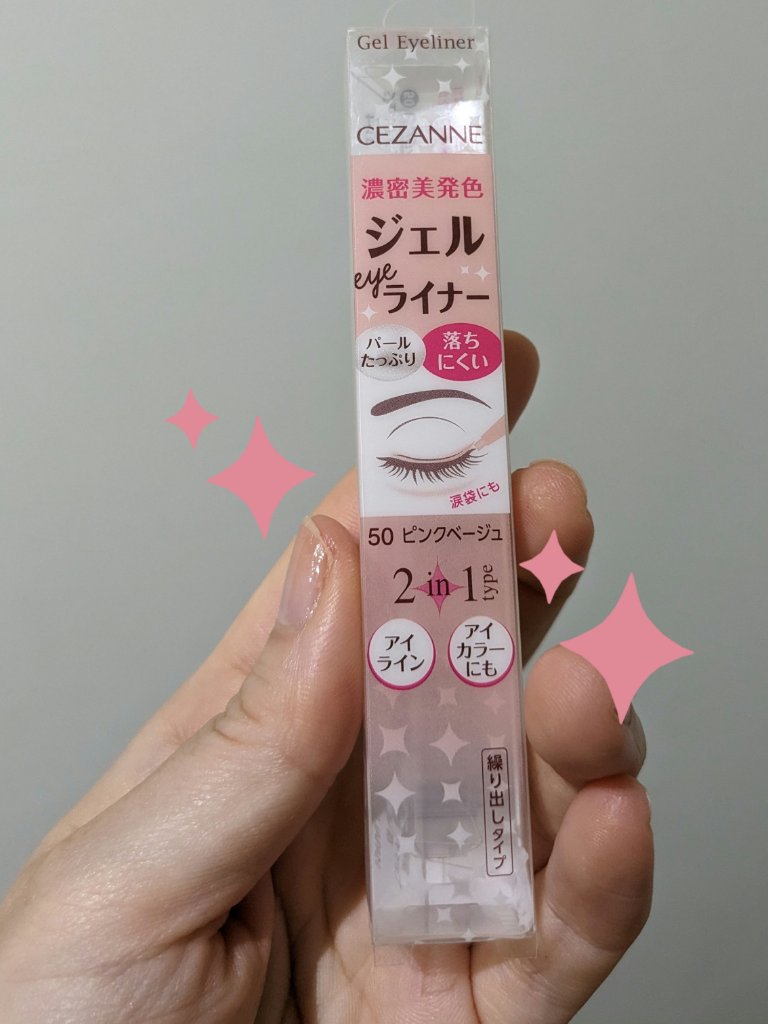 Gel Eyeliner
CEZANNE
濃密美発色
ジェル
eye
ライナー
パール
たっぷり
落ち
にくい
涙袋にも
50 ピンクベージュ
2 in 1 type
アイ
ライン
アイ
カラー
にも
繰り出しタイプ